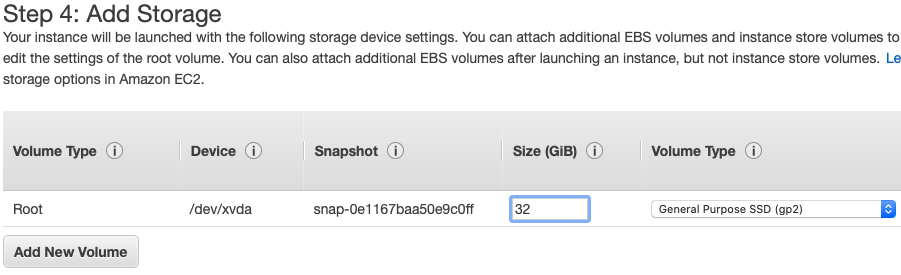 Step 4: Add Storage
Your instance will be launched with the following storage device settings. You can attach additional EBS volumes and instance store volumes to
edit the settings of the root volume. You can also attach additional EBS volumes after launching an instance, but not instance store volumes. Le
storage options in Amazon EC2.
Volume Type i Device i Snapshot i Size (GiB) i Volume Type i
Root /dev/xvda snap-0e1167baa50e9c0ff 32 General Purpose SSD (gp2)
Add New Volume